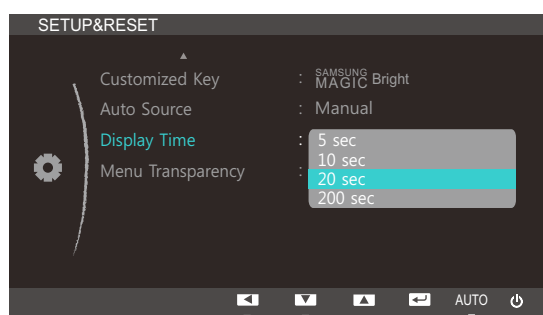 SETUP&RESET
Customized Key : SAMSUNG MAGIC Bright
Auto Source : Manual
Display Time :
5 sec
10 sec
20 sec
200 sec
Menu Transparency :
AUTO